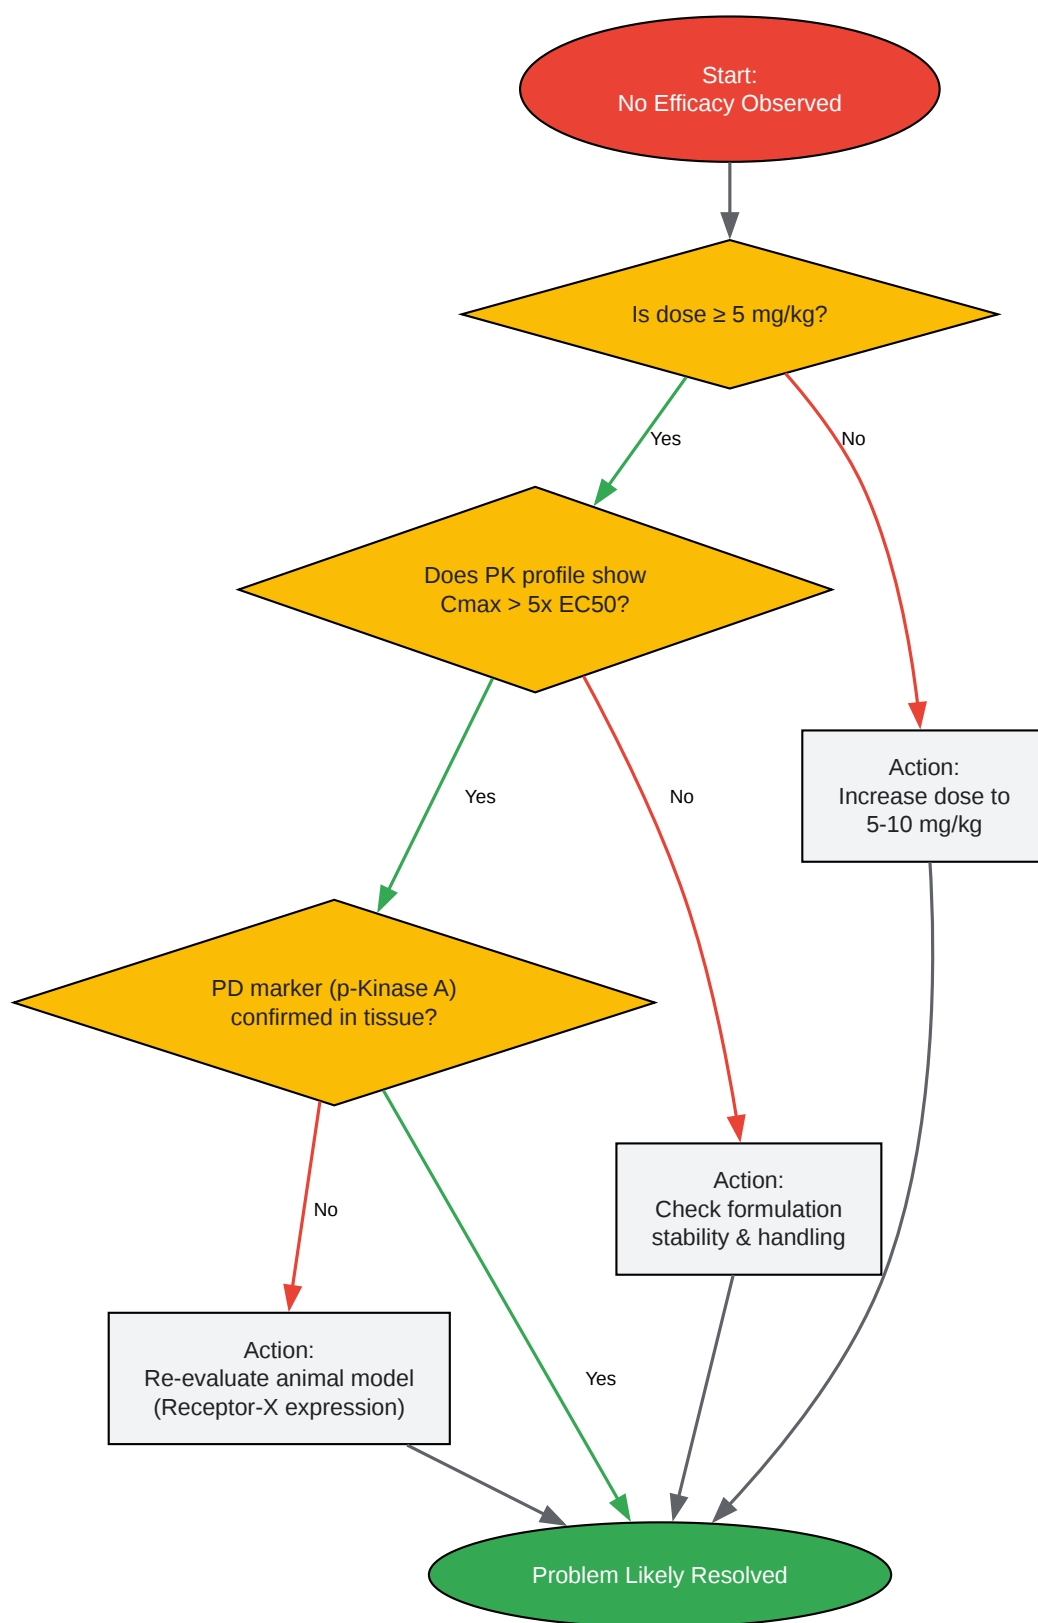 Start:
No Efficacy Observed
Is dose ≥ 5 mg/kg?
Yes
No
Does PK profile show
Cmax > 5x EC50?
Yes
No
Action:
Increase dose to
5-10 mg/kg
PD marker (p-Kinase A)
confirmed in tissue?
No
Yes
Action:
Check formulation
stability & handling
Action:
Re-evaluate animal model
(Receptor-X expression)
Problem Likely Resolved